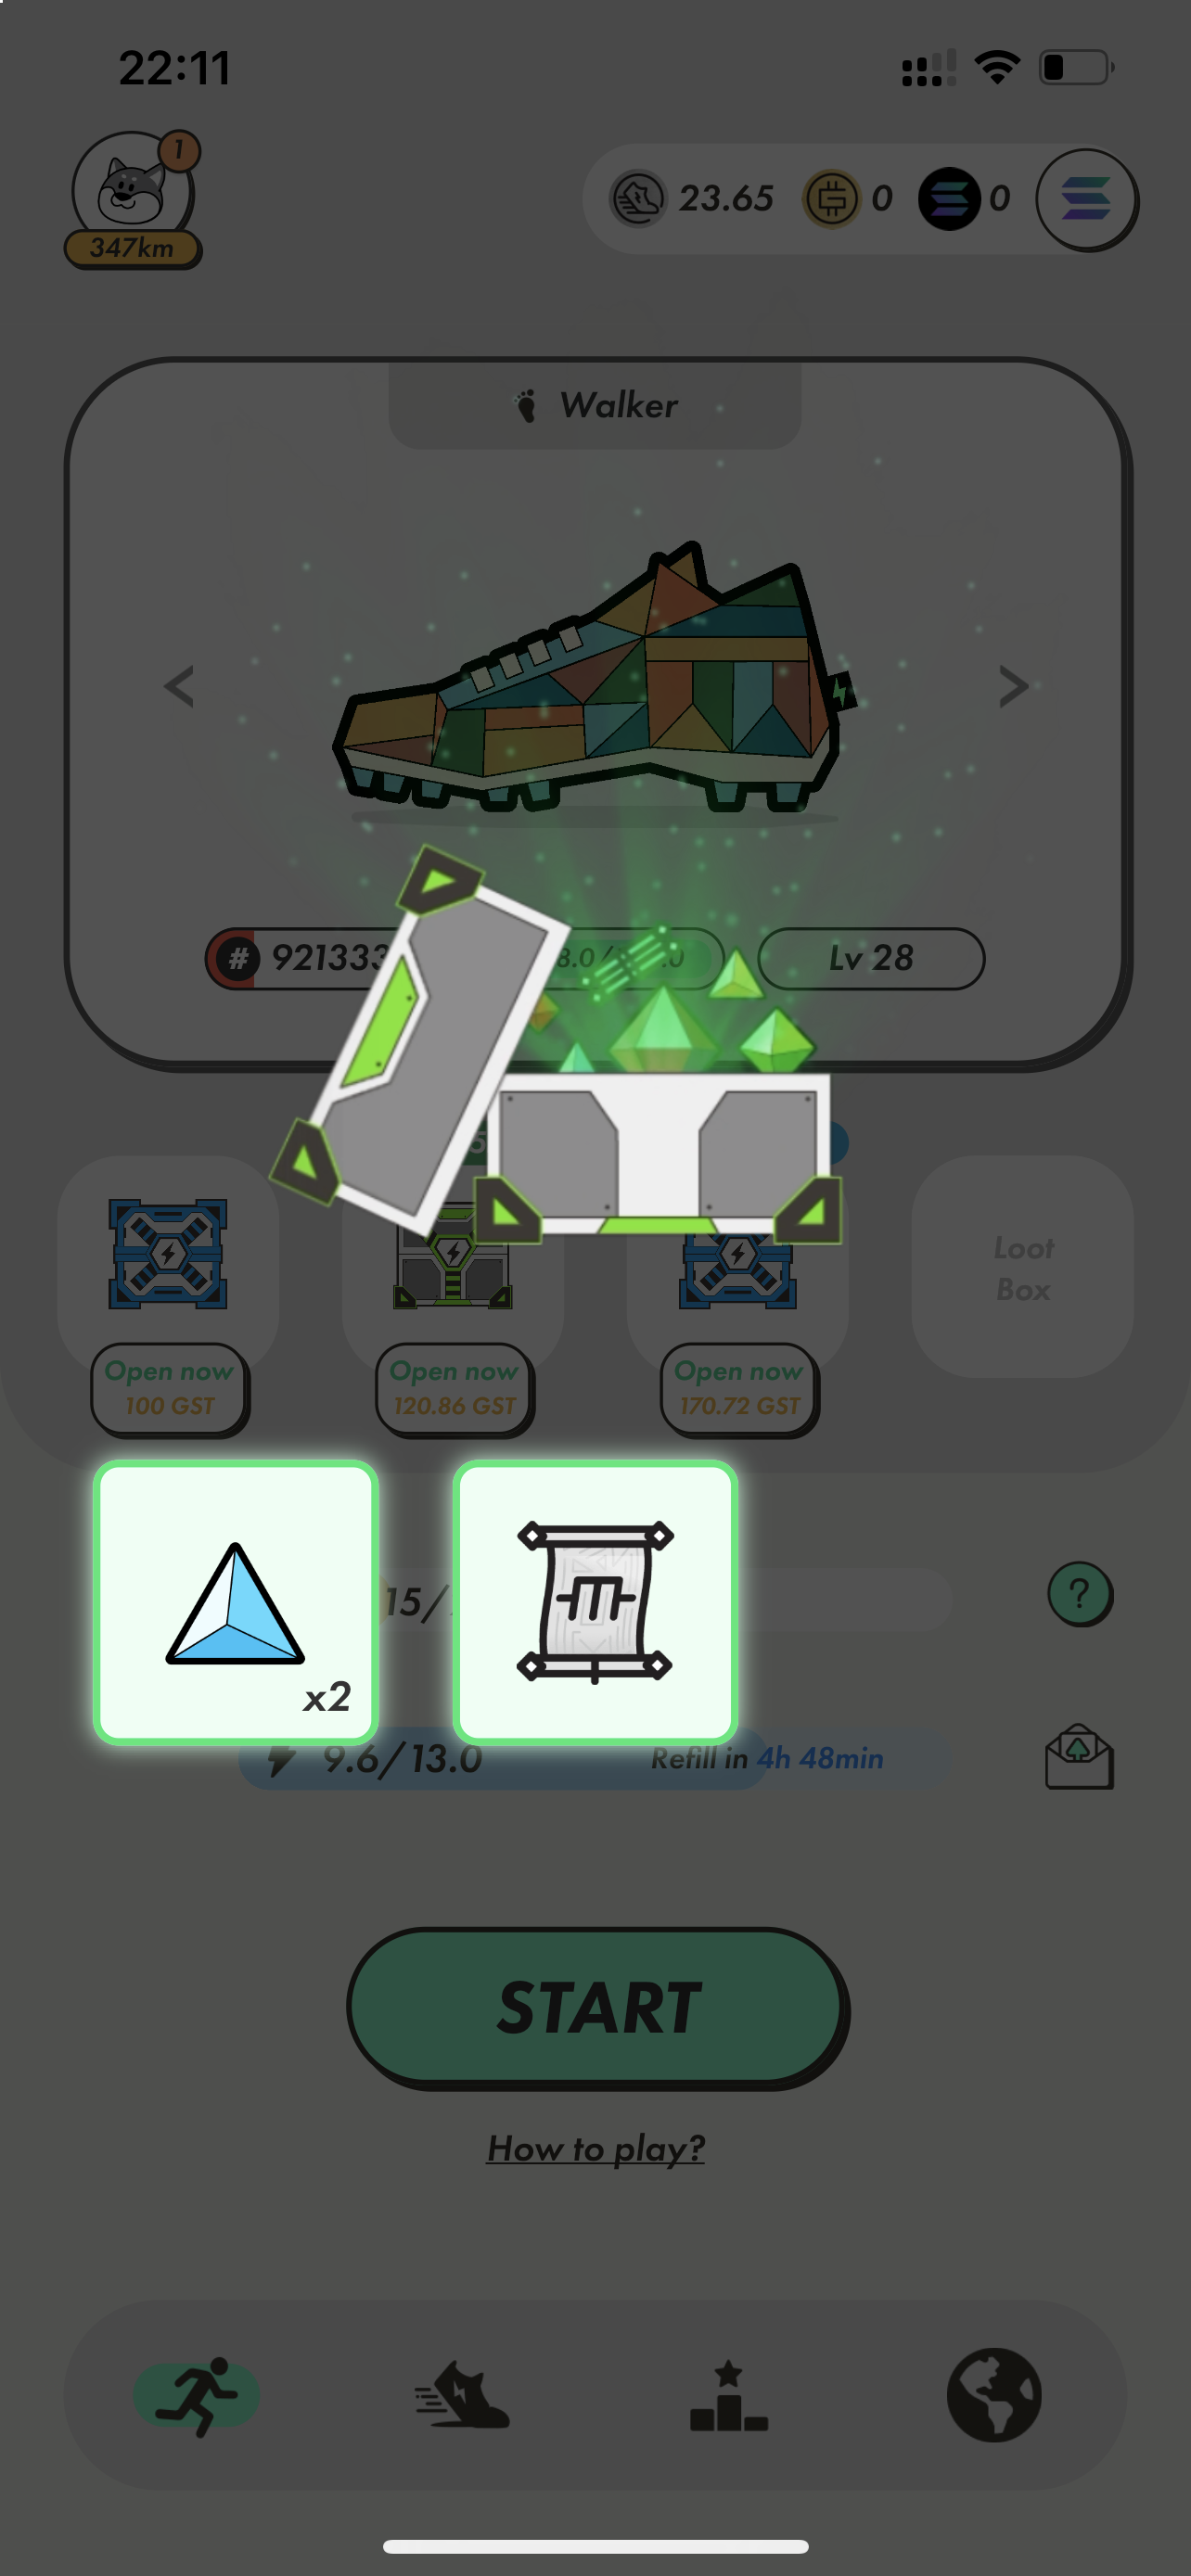 22:11
1
347km
23.65
0
0
Walker
# 921333
Lv 28
Loot
Box
Open now
100 GST
Open now
120.86 GST
Open now
170.72 GST
15/
x2
9.6/13.0
Refill in 4h 48min
?
START
How to play?